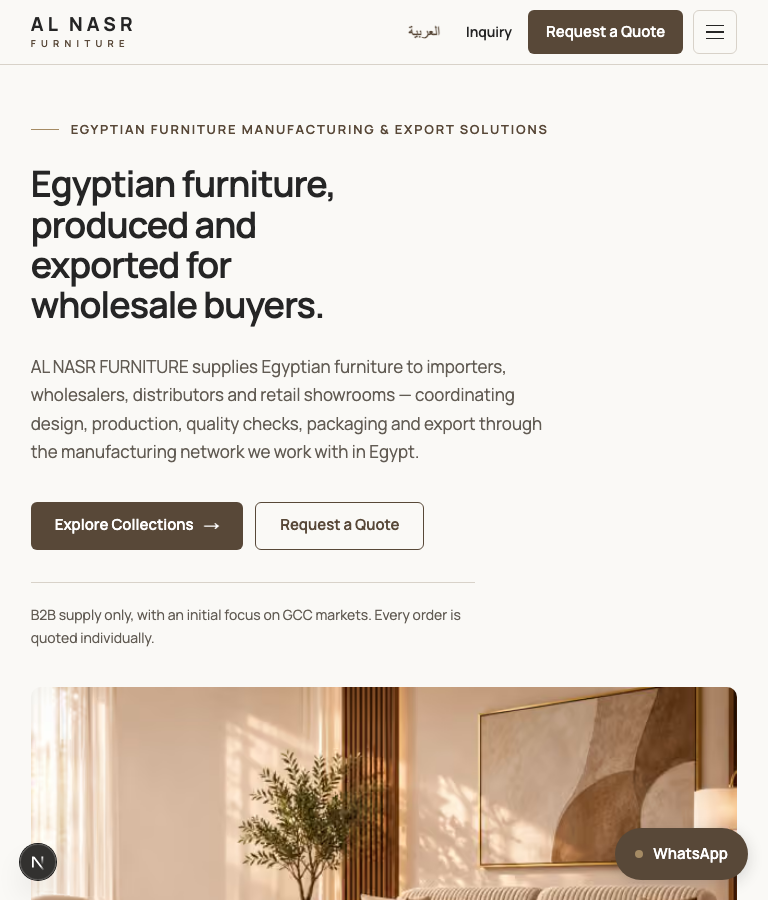 AL NASR
FURNITURE
العربية
Inquiry
Request a Quote
EGYPTIAN FURNITURE MANUFACTURING & EXPORT SOLUTIONS
Egyptian furniture,
produced and
exported for
wholesale buyers.
AL NASR FURNITURE supplies Egyptian furniture to importers,
wholesalers, distributors and retail showrooms — coordinating
design, production, quality checks, packaging and export through
the manufacturing network we work with in Egypt.
Explore Collections →
Request a Quote
B2B supply only, with an initial focus on GCC markets. Every order is
quoted individually.
N
WhatsApp